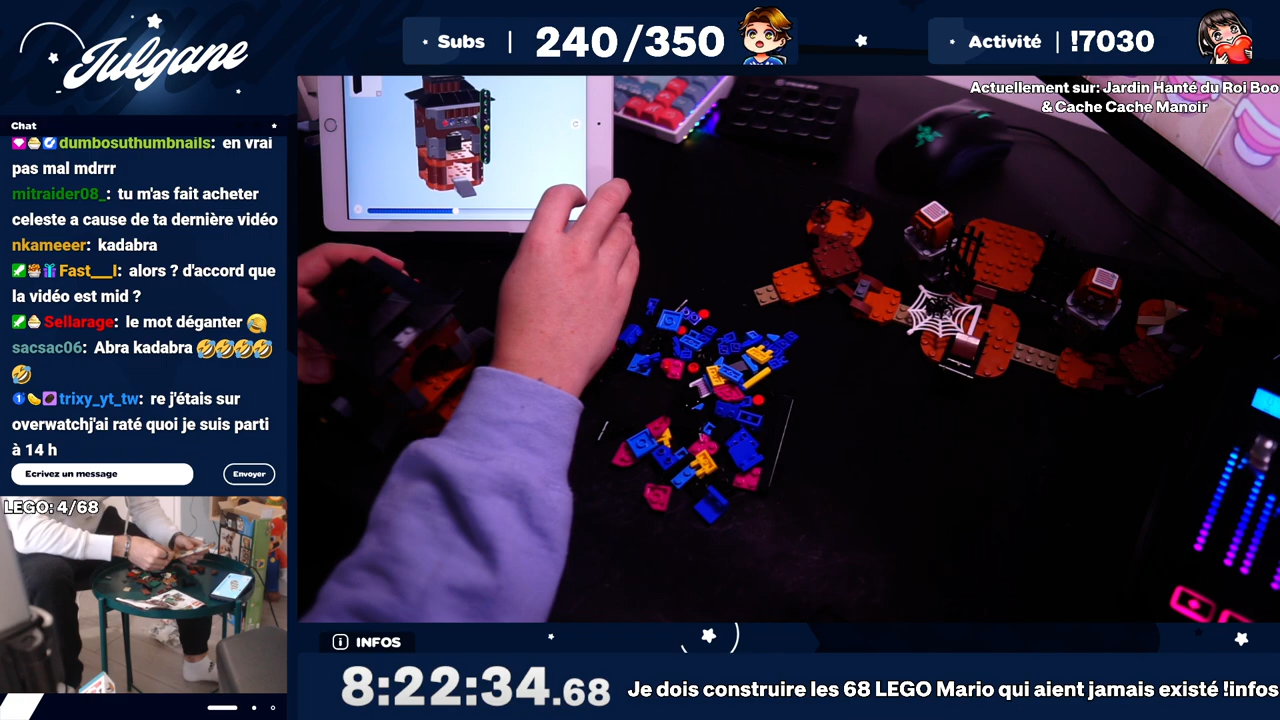 Julgane
Subs | 240/350
Activité | !7030
Actuellement sur: Jardin Hanté du Roi Boo
& Cache Cache Manoir
Chat
dumbosuthumbnails: en vrai
pas mal mdrrr
mitraider08_: tu m'as fait acheter
celeste a cause de ta dernière vidéo
nkameeer: kadabra
Fast___I: alors ? d'accord que
la vidéo est mid ?
Sellarage: le mot déganter
sacsac06: Abra kadabra
trixy_yt_tw: re j'étais sur
overwatchj'ai raté quoi je suis parti
à 14 h
Ecrivez un message
Envoyer
LEGO: 4/68
INFOS
8:22:34.68
Je dois construire les 68 LEGO Mario qui aient jamais existé !infos